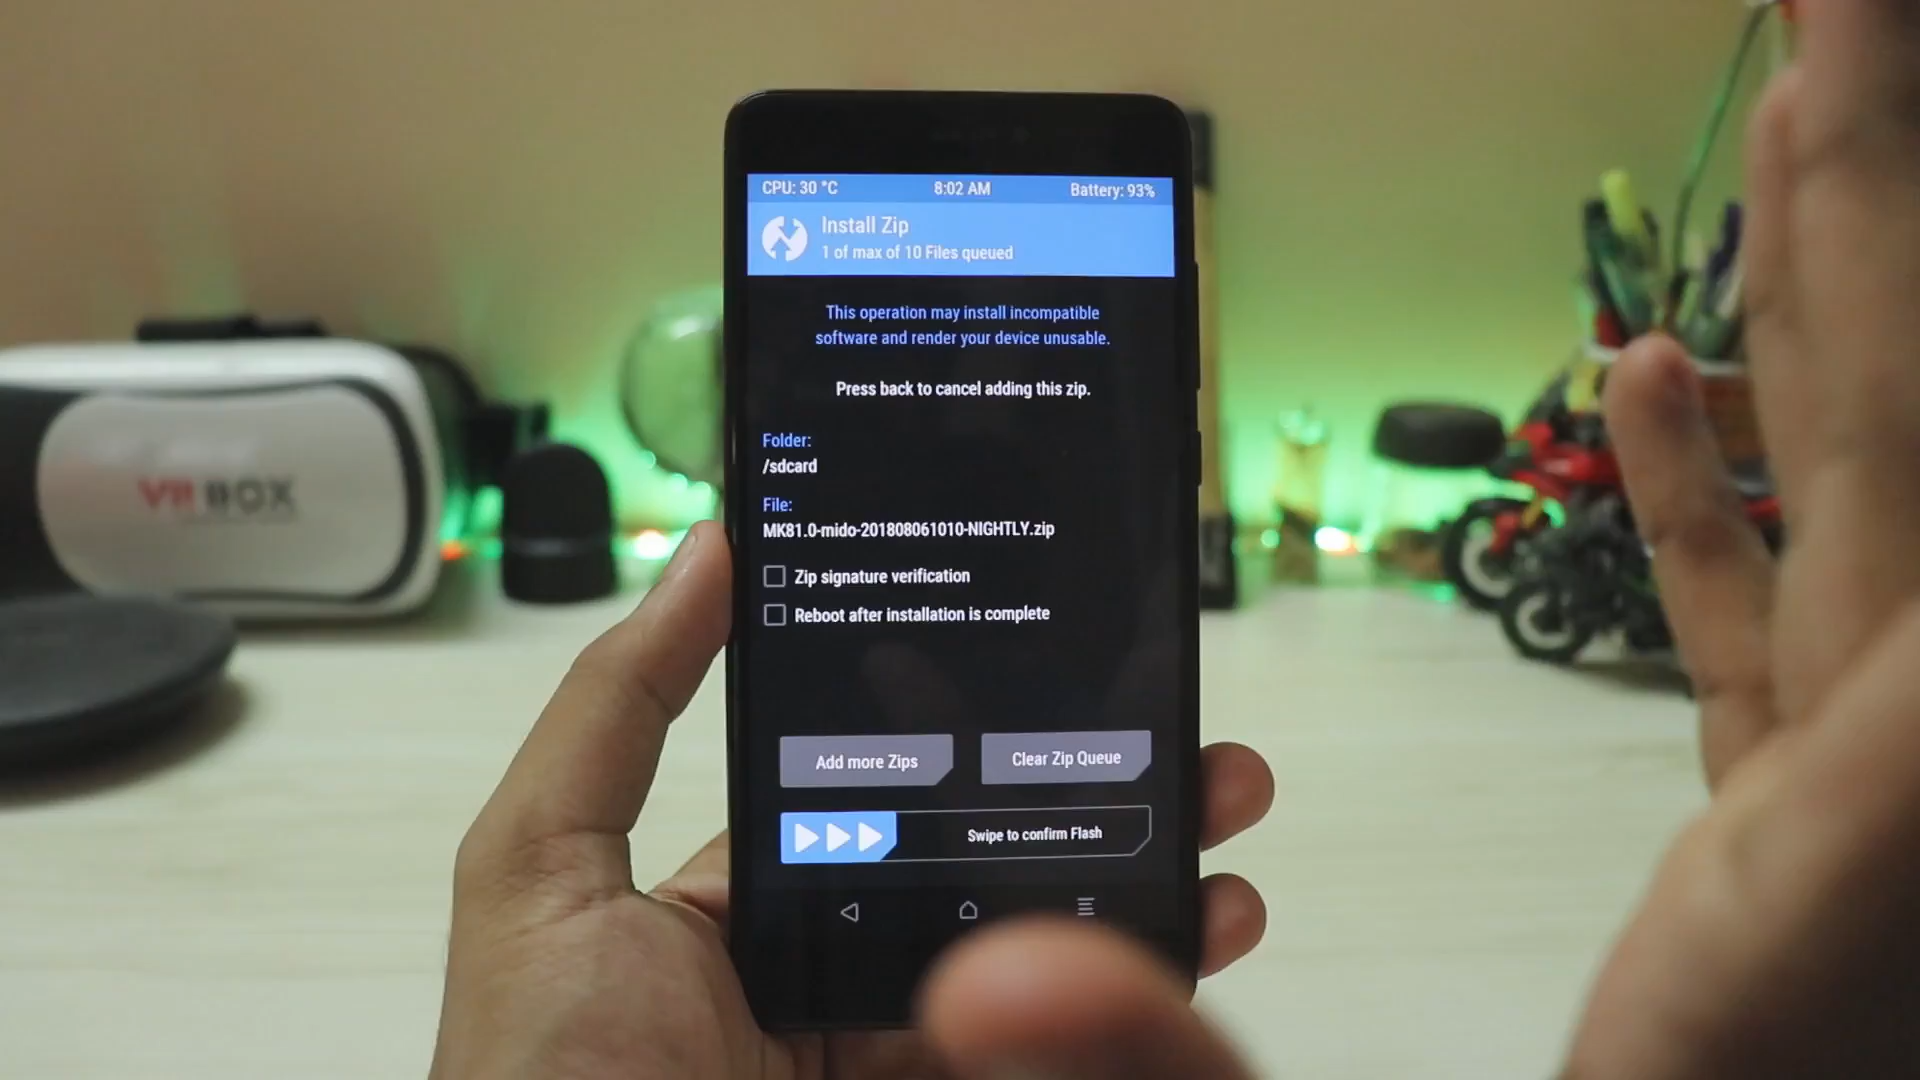 CPU: 30 °C 8:02 AM Battery: 93%
Install Zip
1 of max of 10 Files queued
This operation may install incompatible
software and render your device unusable.
Press back to cancel adding this zip.
Folder:
/sdcard
File:
MK81.0-mido-201808061010-NIGHTLY.zip
Zip signature verification
Reboot after installation is complete
Add more Zips
Clear Zip Queue
Swipe to confirm Flash
VR BOX